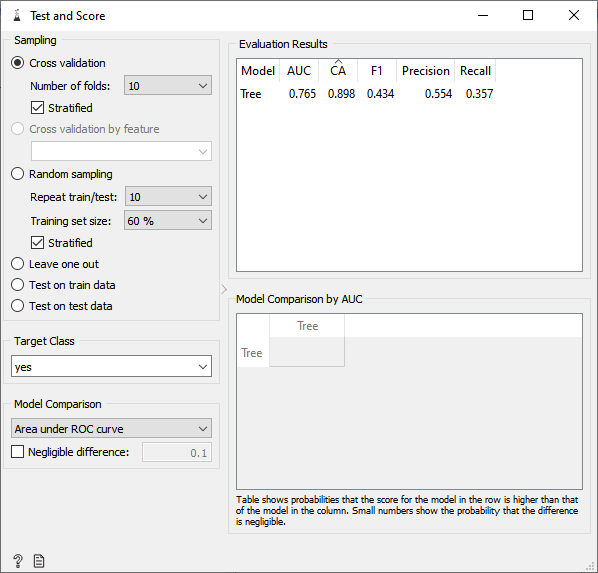 Test and Score
Sampling
Cross validation
Number of folds: 10
Stratified
Cross validation by feature
Random sampling
Repeat train/test: 10
Training set size: 60 %
Stratified
Leave one out
Test on train data
Test on test data
Target Class
yes
Model Comparison
Area under ROC curve
Negligible difference: 0.1
Evaluation Results
Model AUC CA F1 Precision Recall
Tree 0.765 0.898 0.434 0.554 0.357
Model Comparison by AUC
Tree
Tree
Table shows probabilities that the score for the model in the row is higher than that
of the model in the column. Small numbers show the probability that the difference
is negligible.